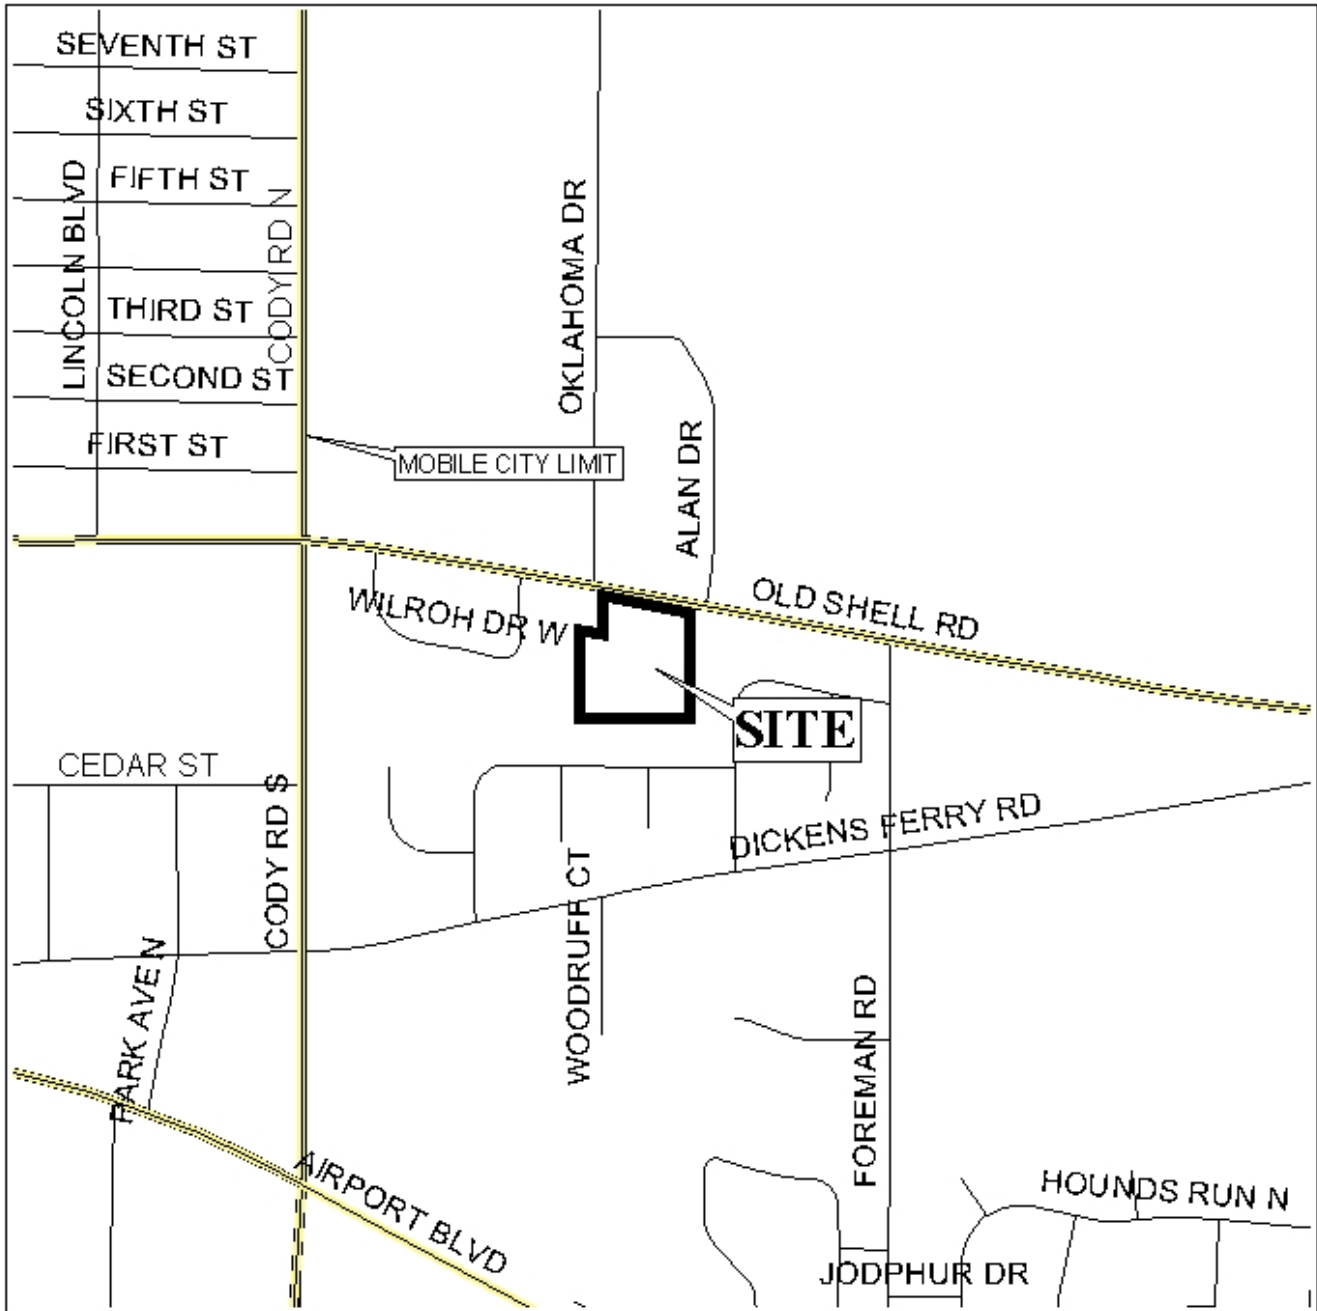 SEVENTH ST
SIXTH ST
FIFTH ST
LINCOLN BLVD
CODY RD N
OKLAHOMA DR
THIRD ST
SECOND ST
FIRST ST
MOBILE CITY LIMIT
ALAN DR
OLD SHELL RD
WILROH DR W
SITE
CEDAR ST
CODY RD S
DICKENS FERRY RD
WOODRUFF CT
PARK AVE N
FOREMAN RD
AIRPORT BLVD
HOUNDS RUN N
JODPHUR DR